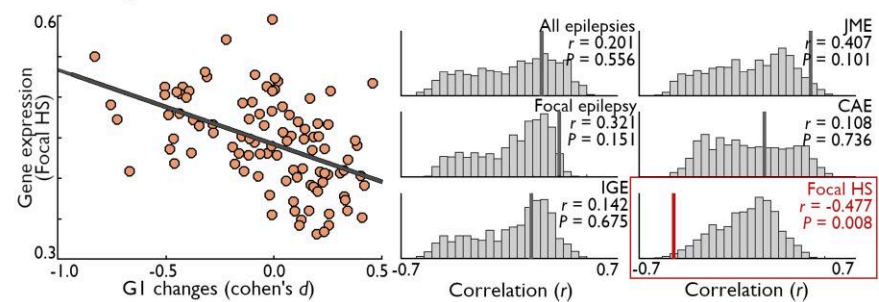 0.6
0.3
Gene expression
(Focal HS)
-1.0
-0.5
0.0
0.5
G1 changes (cohen's d)
All epilepsies
r = 0.201
P = 0.556
JME
r = 0.407
P = 0.101
Focal epilepsy
r = 0.321
P = 0.151
CAE
r = 0.108
P = 0.736
IGE
r = 0.142
P = 0.675
Focal HS
r = -0.477
P = 0.008
-0.7
0.7
Correlation (r)
-0.7
0.7
Correlation (r)